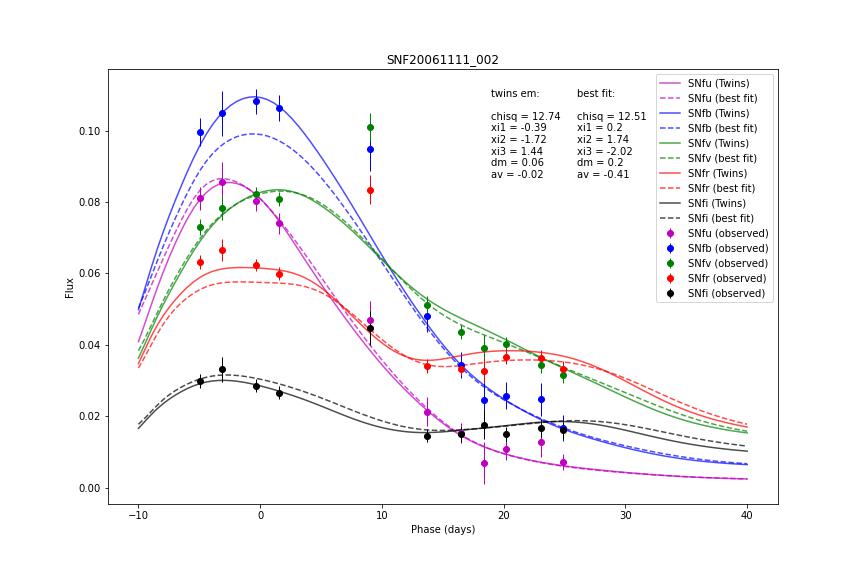 SNF20061111_002
twins em: best fit:
chisq = 12.74 chisq = 12.51
xi1 = -0.39 xi1 = 0.2
xi2 = -1.72 xi2 = 1.74
xi3 = 1.44 xi3 = -2.02
dm = 0.06 dm = 0.2
av = -0.02 av = -0.41
SNfu (Twins)
SNfu (best fit)
SNfb (Twins)
SNfb (best fit)
SNfv (Twins)
SNfv (best fit)
SNfr (Twins)
SNfr (best fit)
SNfi (Twins)
SNfi (best fit)
SNfu (observed)
SNfb (observed)
SNfv (observed)
SNfr (observed)
SNfi (observed)
Flux
0.10
0.08
0.06
0.04
0.02
0.00
−10 0 10 20 30 40
Phase (days)